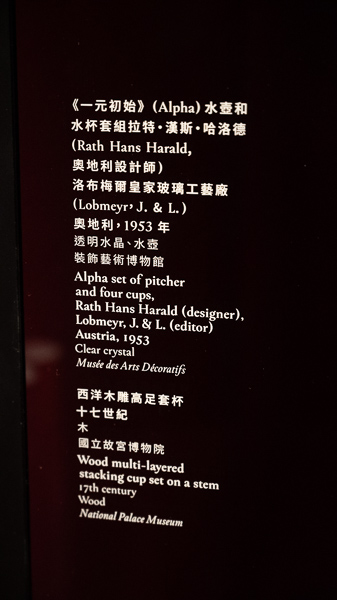 《一元初始》(Alpha) 水壺和
水杯套組拉特・漢斯・哈洛德
(Rath Hans Harald,
奧地利設計師)
洛布梅爾皇家玻璃工藝廠
(Lobmeyr, J. & L.)
奧地利，1953 年
透明水晶、水壺
裝飾藝術博物館
Alpha set of pitcher
and four cups,
Rath Hans Harald (designer),
Lobmeyr, J. & L. (editor)
Austria, 1953
Clear crystal
Musée des Arts Décoratifs
西洋木雕高足套杯
十七世紀
木
國立故宮博物院
Wood multi-layered
stacking cup set on a stem
17th century
Wood
National Palace Museum